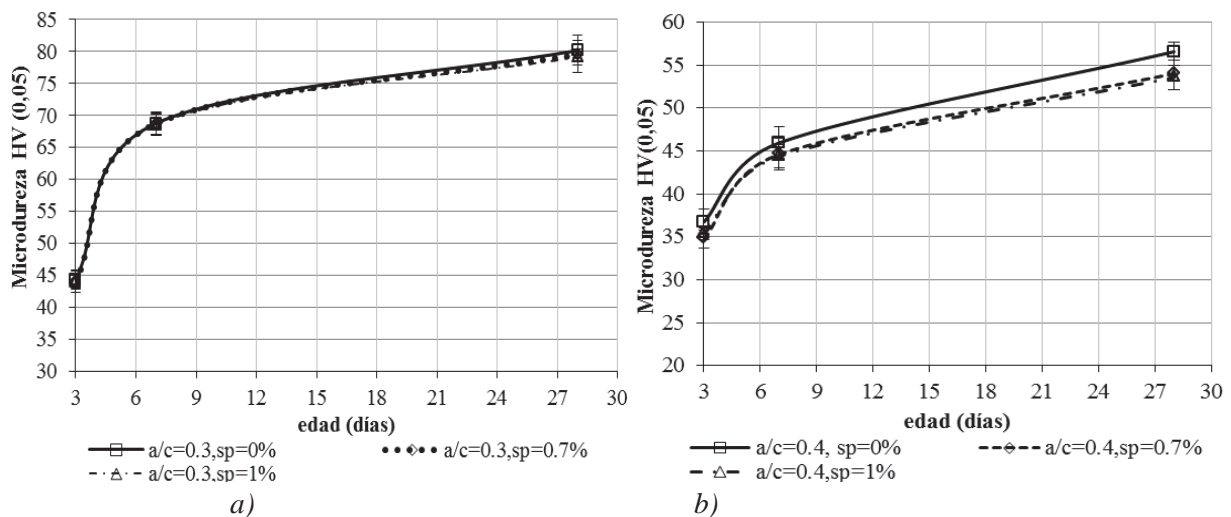 Microdureza HV (0,05)
85
80
75
70
65
60
55
50
45
40
35
30
3 6 9 12 15 18 21 24 27 30
edad (días)
a/c=0.3,sp=0%
a/c=0.3,sp=0.7%
a/c=0.3,sp=1%
a)
Microdureza HV(0,05)
60
55
50
45
40
35
30
25
20
3 6 9 12 15 18 21 24 27 30
edad (días)
a/c=0.4, sp=0%
a/c=0.4,sp=0.7%
a/c=0.4,sp=1%
b)